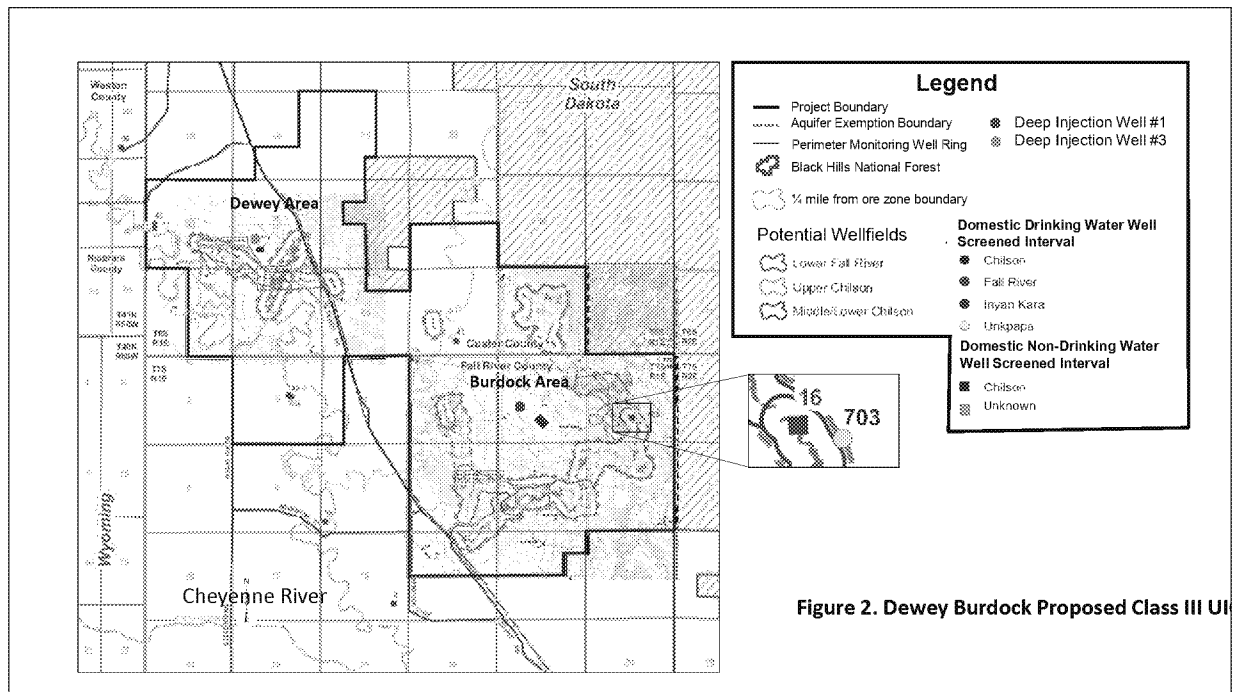 South
Dakota
Weston
County
Dewey Area
Custer County
Fall River County
Burdock Area
Wyoming
Cheyenne River
N
16
703
Legend
Project Boundary
Aquifer Exemption Boundary
Perimeter Monitoring Well Ring
Black Hills National Forest
¼ mile from ore zone boundary
Deep Injection Well #1
Deep Injection Well #3
Potential Wellfields
Lower Fall River
Upper Chilson
Middle/Lower Chilson
Domestic Drinking Water Well
Screened Interval
Chilson
Fall River
Inyan Kara
Unkpapa
Domestic Non-Drinking Water
Well Screened Interval
Chilson
Unknown
Figure 2. Dewey Burdock Proposed Class III UI